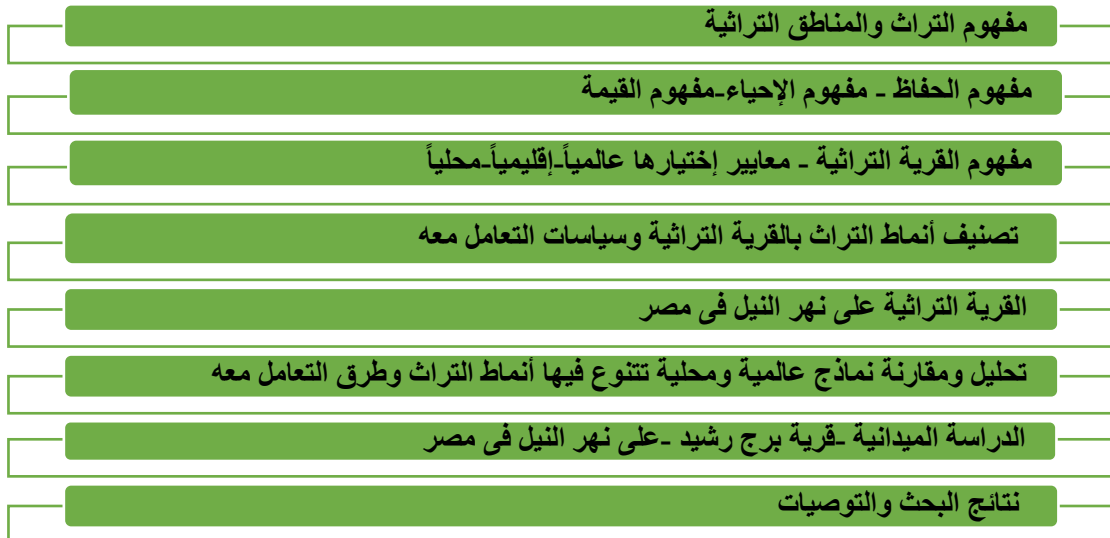 مفهوم التراث والمناطق التراثية
مفهوم الحفاظ - مفهوم الإحياء-مفهوم القيمة
مفهوم القرية التراثية - معايير إختيارها عالمياً-إقليمياً-محلياً
تصنيف أنماط التراث بالقرية التراثية وسياسات التعامل معه
القرية التراثية على نهر النيل فى مصر
تحليل ومقارنة نماذج عالمية ومحلية تتنوع فيها أنماط التراث وطرق التعامل معه
الدراسة الميدانية -قرية برج رشيد -على نهر النيل فى مصر
نتائج البحث والتوصيات